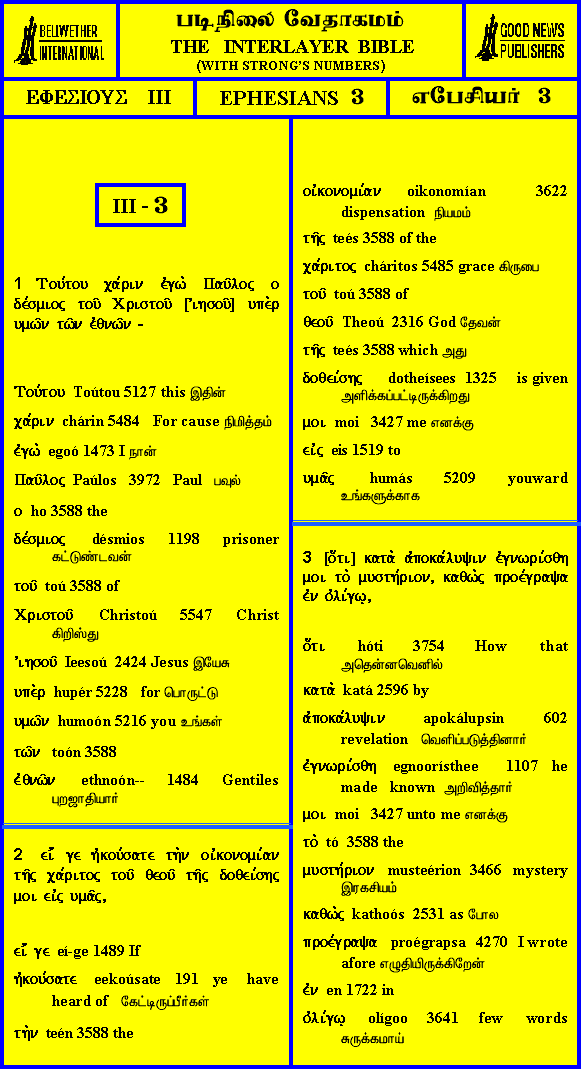 BELLWETHER
INTERNATIONAL
படிநிலை வேதாகமம்
THE INTERLAYER BIBLE
(WITH STRONG'S NUMBERS)
GOOD NEWS
PUBLISHERS
ΕΦΕΣΙΟΥΣ III
EPHESIANS 3
எபேசியர் 3
III - 3
1 Τούτου χάριν ἐγὼ Παῦλος ο
δέσμιος τοῦ Χριστοῦ [Ἰησοῦ] υπὲρ
υμῶν τῶν ἐθνῶν -
Τούτου Toútou 5127 this இதின்
χάριν chárin 5484 For cause நிமித்தம்
ἐγὼ egoó 1473 I நான்
Παῦλος Paúlos 3972 Paul பவுல்
ο ho 3588 the
δέσμιος désmios 1198 prisoner
கட்டுண்டவன்
τοῦ toú 3588 of
Χριστοῦ Christoú 5547 Christ
கிறிஸ்து
Ἰησοῦ Ieesoú 2424 Jesus இயேசு
υπὲρ hupér 5228 for பொருட்டு
υμῶν humoón 5216 you உங்கள்
τῶν toón 3588
ἐθνῶν ethnoón-- 1484 Gentiles
புறஜாதியார்
2 εἴ γε ἠκούσατε τὴν οἰκονομίαν
τῆς χάριτος τοῦ θεοῦ τῆς δοθείσης
μοι εἰς υμᾶς,
εἴ γε eí-ge 1489 If
ἠκούσατε eekoúsate 191 ye have
heard of கேட்டிருப்பீர்கள்
τὴν teén 3588 the
οἰκονομίαν oikonomían 3622
dispensation நியமம்
τῆς teés 3588 of the
χάριτος cháritos 5485 grace கிருபை
τοῦ toú 3588 of
θεοῦ Theoú 2316 God தேவன்
τῆς teés 3588 which அது
δοθείσης dotheísees 1325 is given
அளிக்கப்பட்டிருக்கிறது
μοι moi 3427 me எனக்கு
εἰς eis 1519 to
υμᾶς humás 5209 youward
உங்களுக்காக
3 [ὅτι] κατὰ ἀποκάλυψιν ἐγνωρίσθη
μοι τὸ μυστήριον, καθὼς προέγραψα
ἐν ὀλίγῳ,
ὅτι hóti 3754 How that
அதென்னவெனில்
κατὰ katá 2596 by
ἀποκάλυψιν apokálupsin 602
revelation வெளிப்படுத்தினார்
ἐγνωρίσθη egnoorísthee 1107 he
made known அறிவித்தார்
μοι moi 3427 unto me எனக்கு
τὸ tó 3588 the
μυστήριον musteérion 3466 mystery
இரகசியம்
καθὼς kathoós 2531 as போல
προέγραψα proégrapsa 4270 I wrote
afore எழுதியிருக்கிறேன்
ἐν en 1722 in
ὀλίγῳ olígoo 3641 few words
சுருக்கமாய்